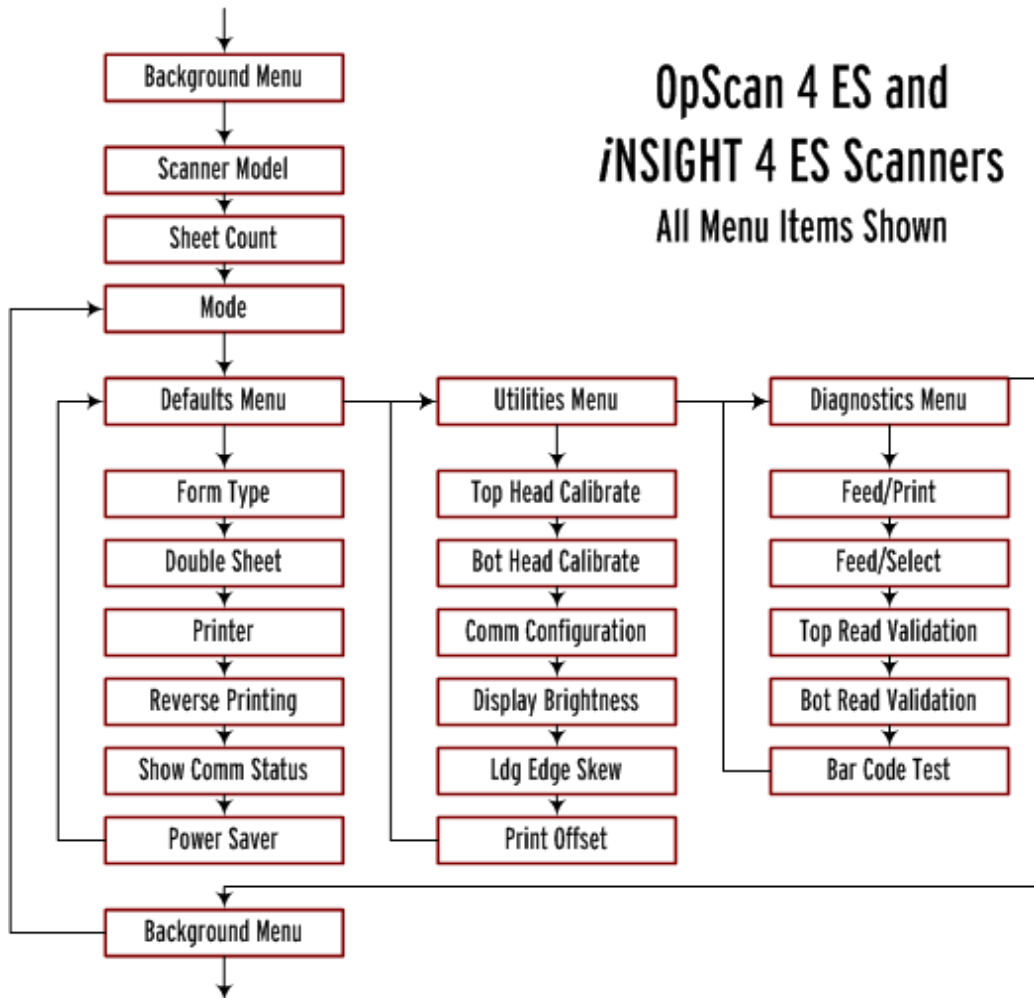 OpScan 4 ES and
iNSIGHT 4 ES Scanners
All Menu Items Shown
Background Menu
Scanner Model
Sheet Count
Mode
Defaults Menu
Form Type
Double Sheet
Printer
Reverse Printing
Show Comm Status
Power Saver
Utilities Menu
Top Head Calibrate
Bot Head Calibrate
Comm Configuration
Display Brightness
Ldg Edge Skew
Print Offset
Diagnostics Menu
Feed/Print
Feed/Select
Top Read Validation
Bot Read Validation
Bar Code Test
Background Menu